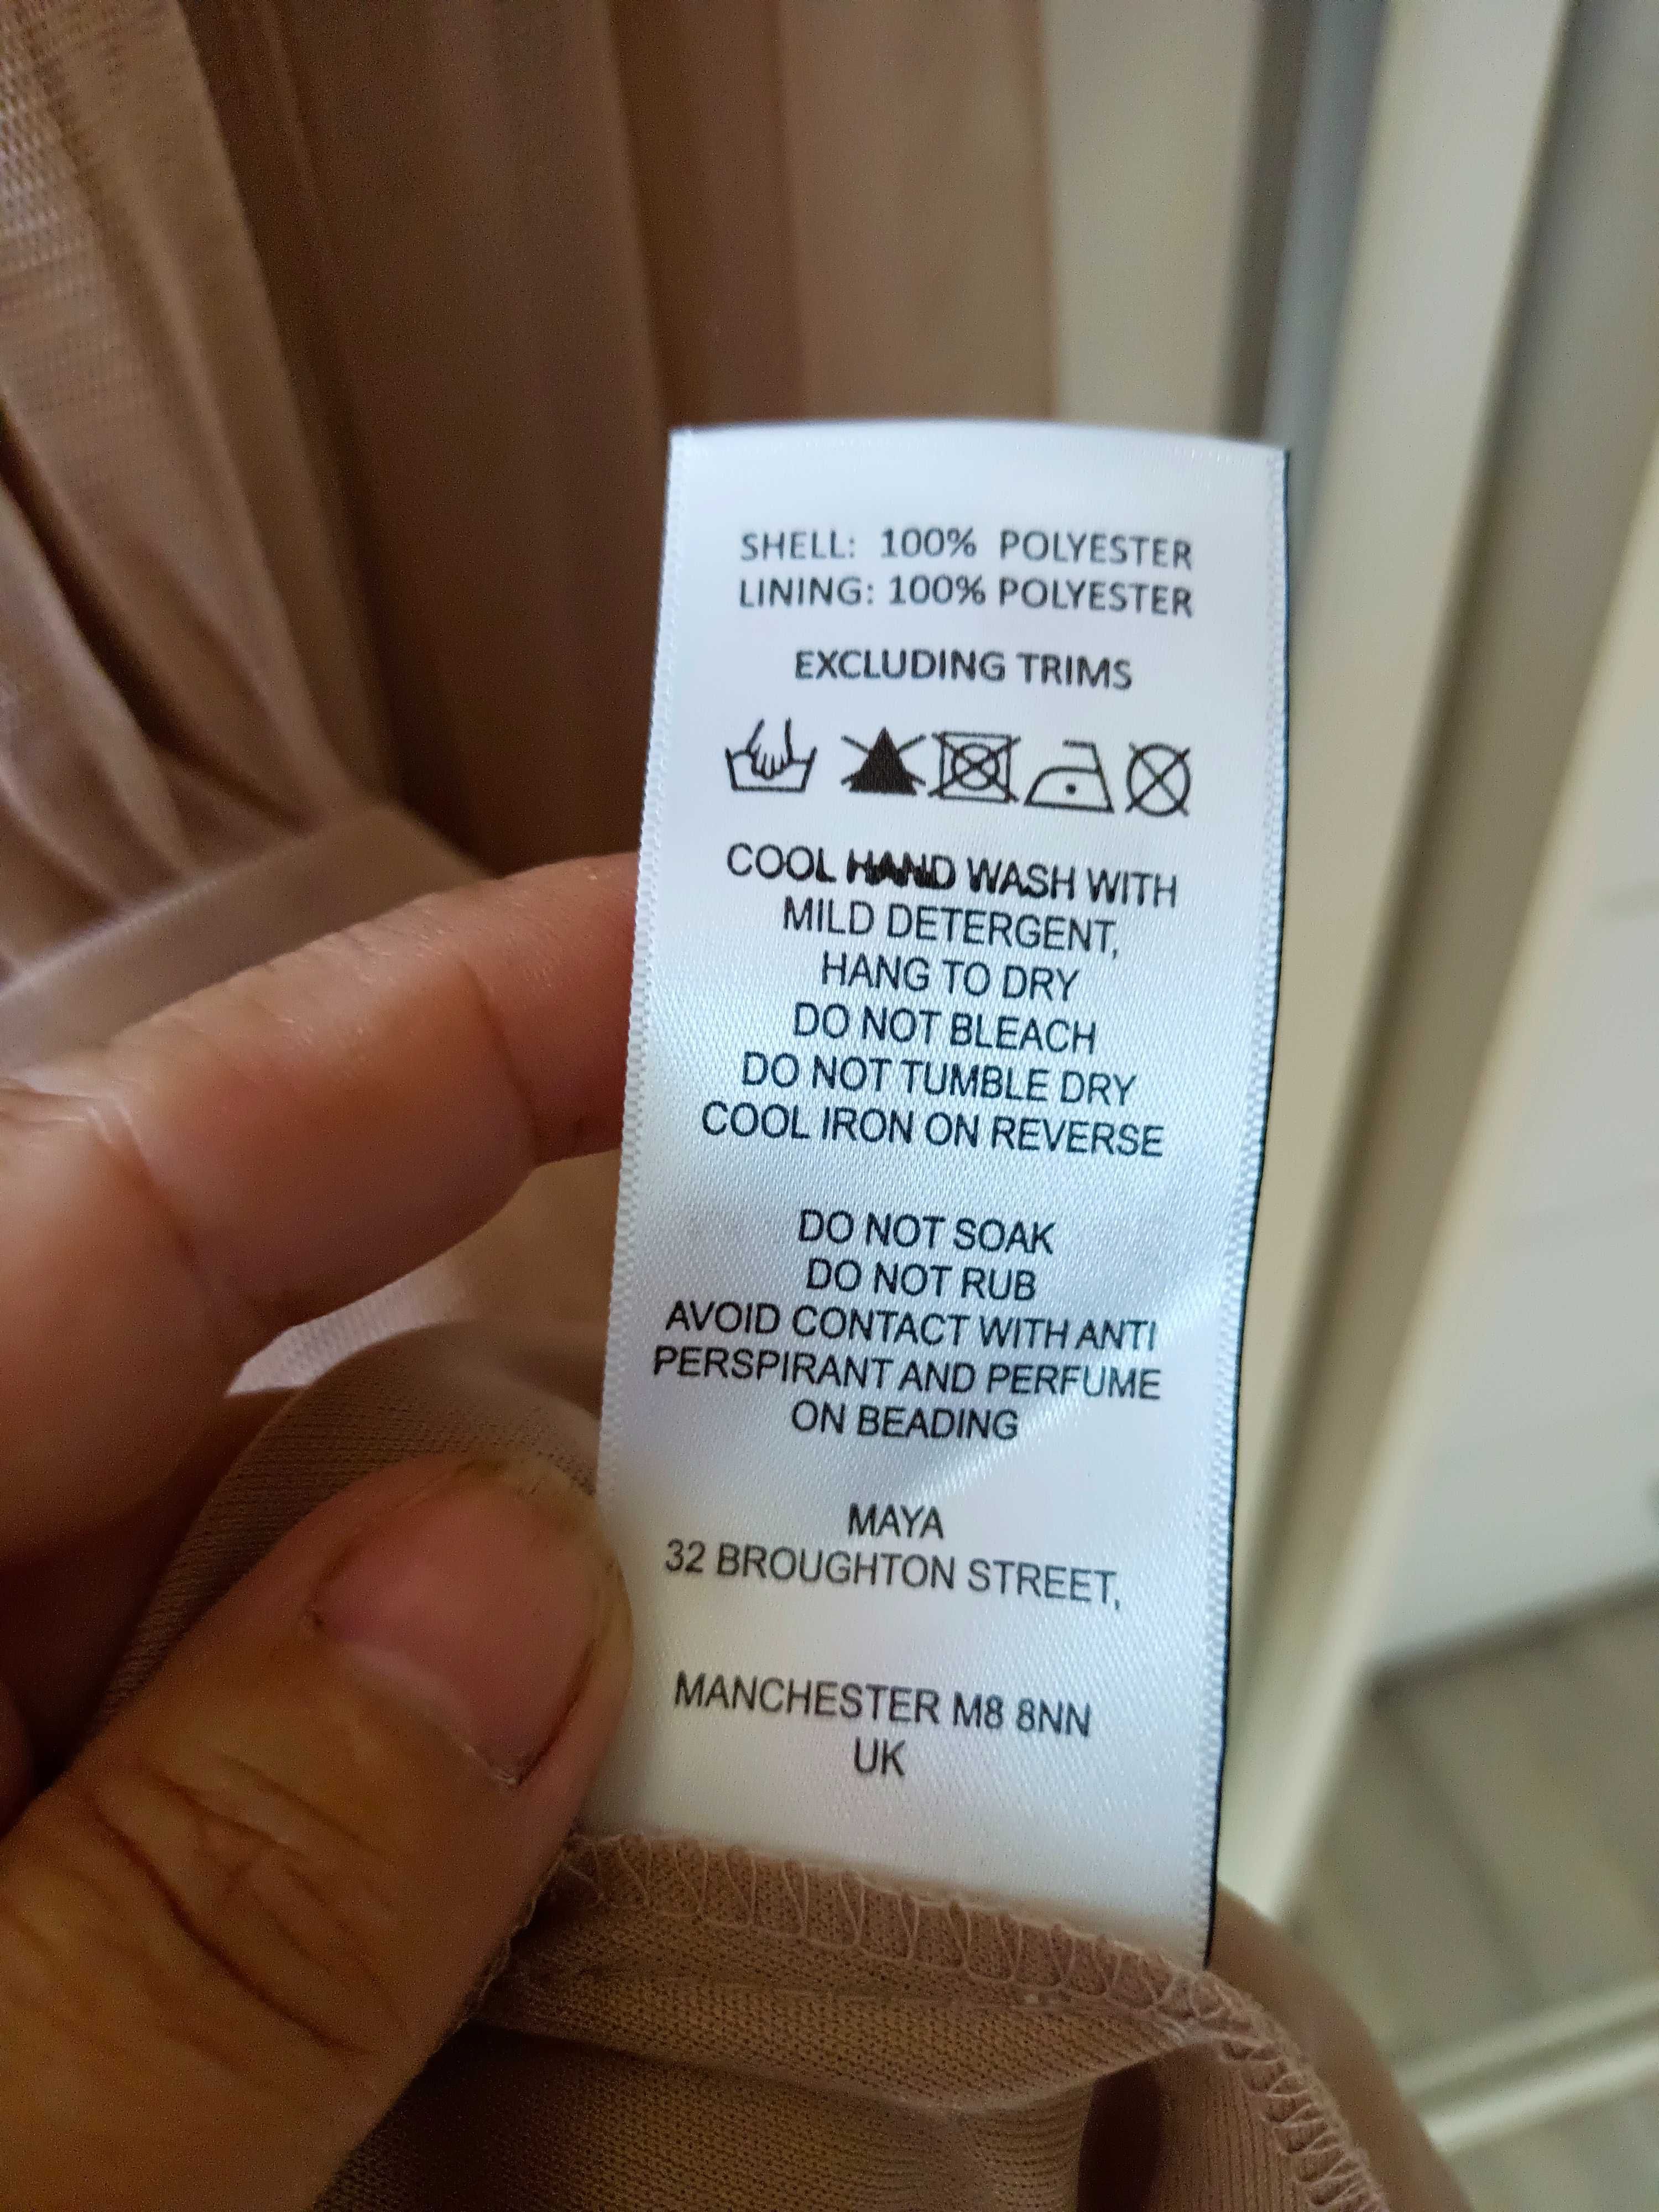 SHELL: 100% POLYESTER
LINING: 100% POLYESTER
EXCLUDING TRIMS
COOL HAND WASH WITH
MILD DETERGENT,
HANG TO DRY
DO NOT BLEACH
DO NOT TUMBLE DRY
COOL IRON ON REVERSE
DO NOT SOAK
DO NOT RUB
AVOID CONTACT WITH ANTI
PERSPIRANT AND PERFUME
ON BEADING
MAYA
32 BROUGHTON STREET,
MANCHESTER M8 8NN
UK